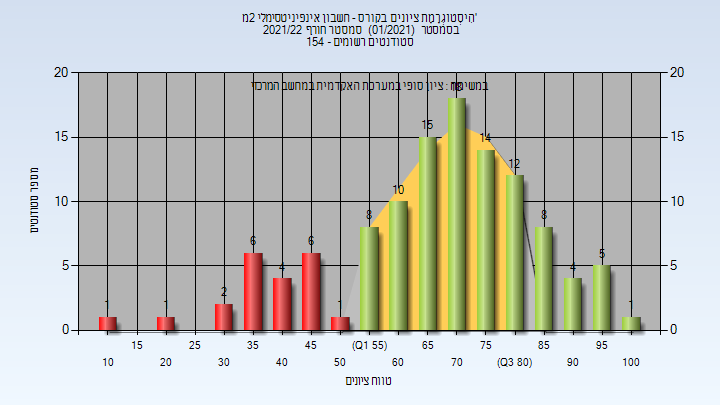 היסטוגרמת ציונים בקורס - חשבון אינפיניטסימלי 2מ'
בסמסטר (01/2021) סמסטר חורף 2021/22
סטודנטים רשומים - 154
במשימה : ציון סופי במערכת האקדמית במחשב המרכזי
20 20
15 15
10 10
5 5
0 0
מספר סטודנטים
1 1 2 6 4 6 1 8 10 15 18 14 12 8 4 5 1
15 25 35 45 (Q1 55) 65 75 85 95
10 20 30 40 50 60 70 (Q3 80) 90 100
טווח ציונים